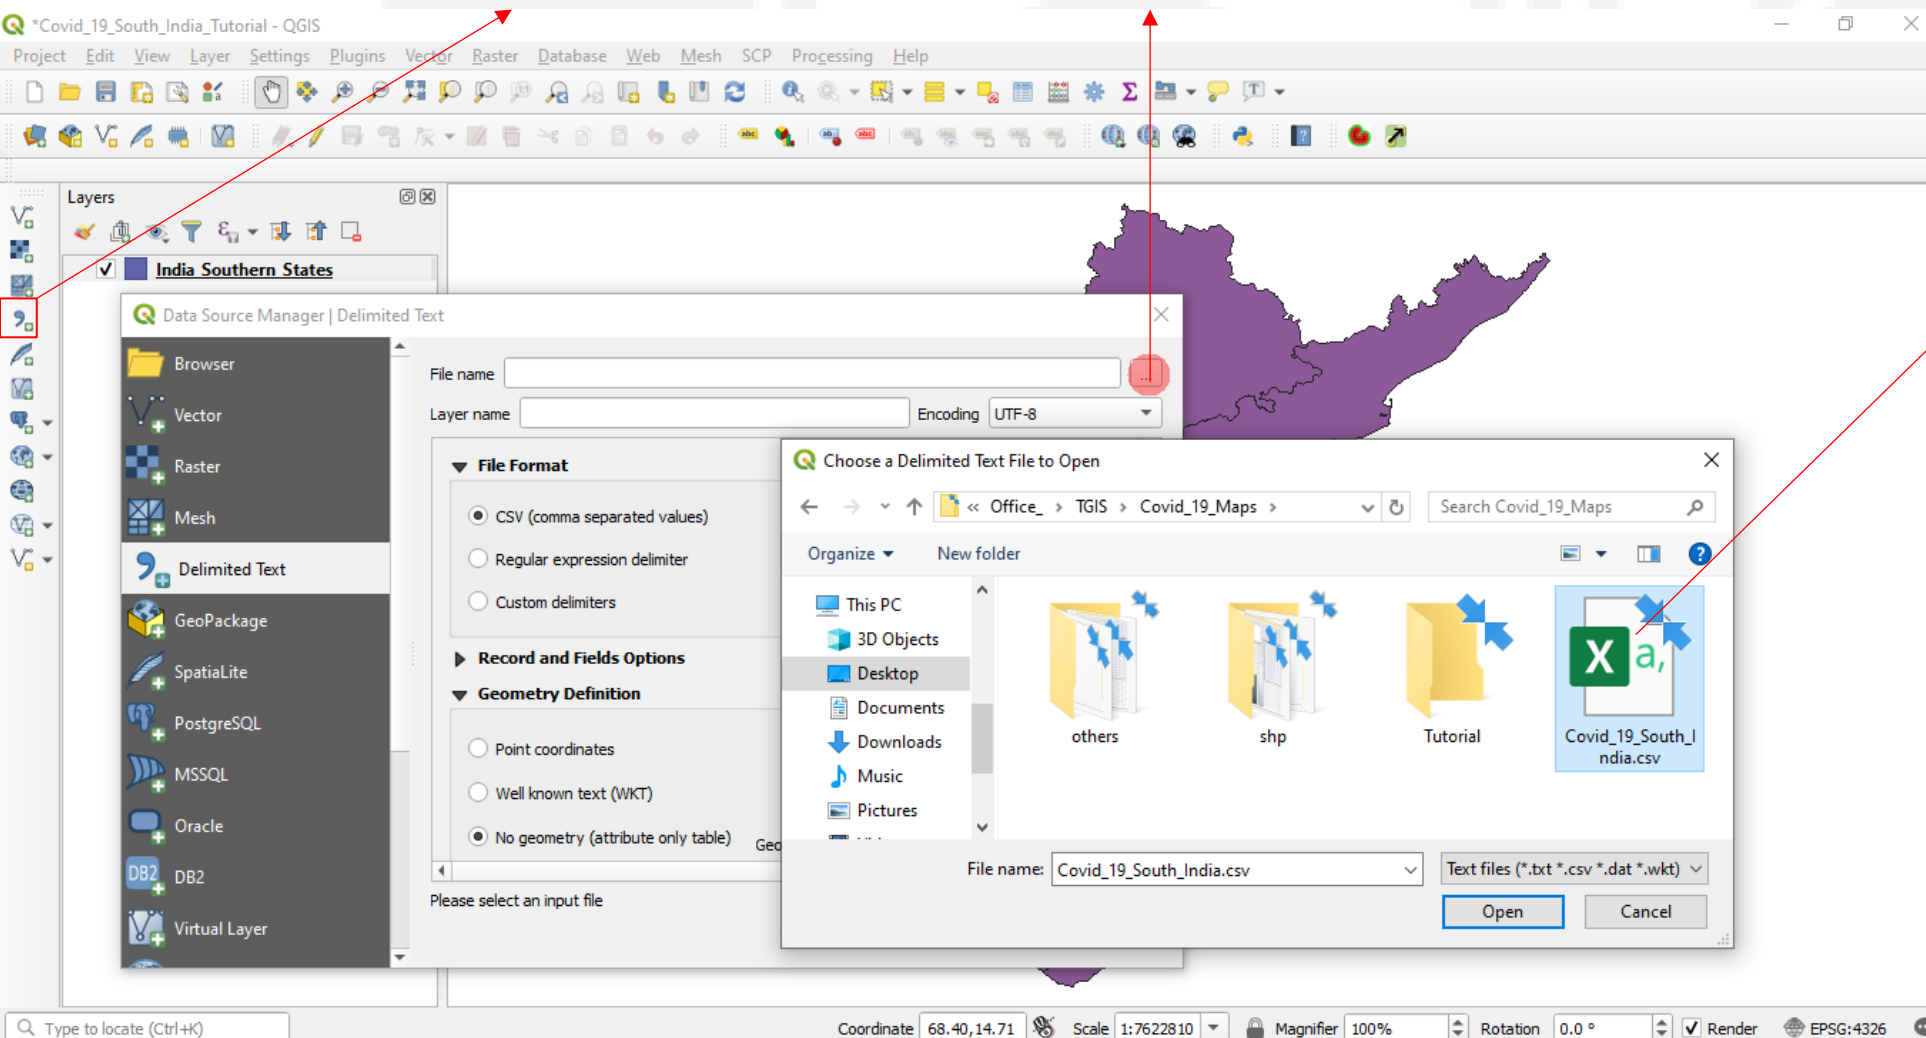 *Covid_19_South_India_Tutorial - QGIS
Project Edit View Layer Settings Plugins Vector Raster Database Web Mesh SCP Processing Help
Layers
India Southern States
Data Source Manager | Delimited Text
Browser
Vector
Raster
Mesh
Delimited Text
GeoPackage
SpatiaLite
PostgreSQL
MSSQL
Oracle
DB2 DB2
Virtual Layer
File name ...
Layer name Encoding UTF-8
File Format
CSV (comma separated values)
Regular expression delimiter
Custom delimiters
Record and Fields Options
Geometry Definition
Point coordinates
Well known text (WKT)
No geometry (attribute only table) Geo
Please select an input file
Choose a Delimited Text File to Open
« Office_ › TGIS › Covid_19_Maps ›
Search Covid_19_Maps
Organize New folder
This PC
3D Objects
Desktop
Documents
Downloads
Music
Pictures
others
shp
Tutorial
X a,
Covid_19_South_I
ndia.csv
File name: Covid_19_South_India.csv
Text files (*.txt *.csv *.dat *.wkt)
Open Cancel
Type to locate (Ctrl+K)
Coordinate 68.40,14.71 Scale 1:7622810 Magnifier 100% Rotation 0.0 ° Render EPSG:4326